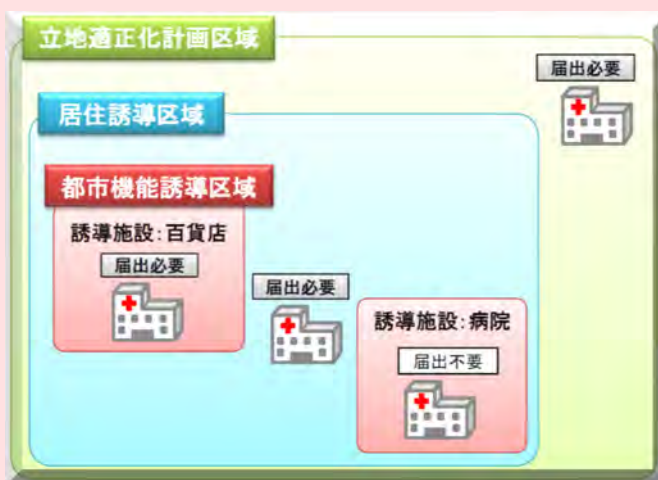 立地適正化計画区域
届出必要
居住誘導区域
都市機能誘導区域
誘導施設:百貨店
届出必要
届出必要
誘導施設:病院
届出不要